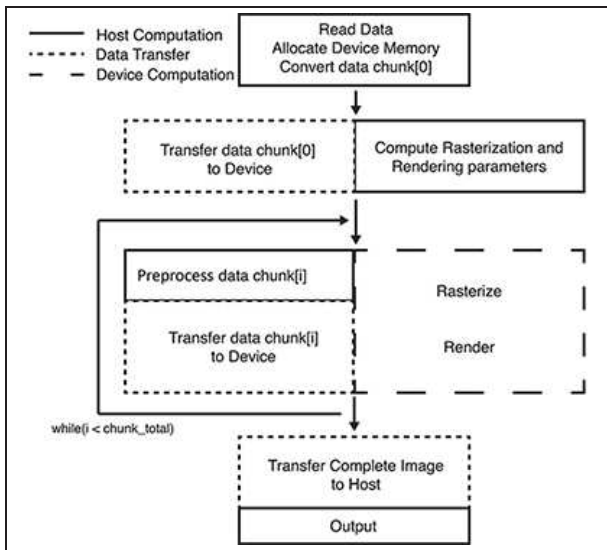 Host Computation
Data Transfer
Device Computation
Read Data
Allocate Device Memory
Convert data chunk[0]
Transfer data chunk[0]
to Device
Compute Rasterization and
Rendering parameters
Preprocess data chunk[i]
Transfer data chunk[i]
to Device
Rasterize
Render
while(i < chunk_total)
Transfer Complete Image
to Host
Output